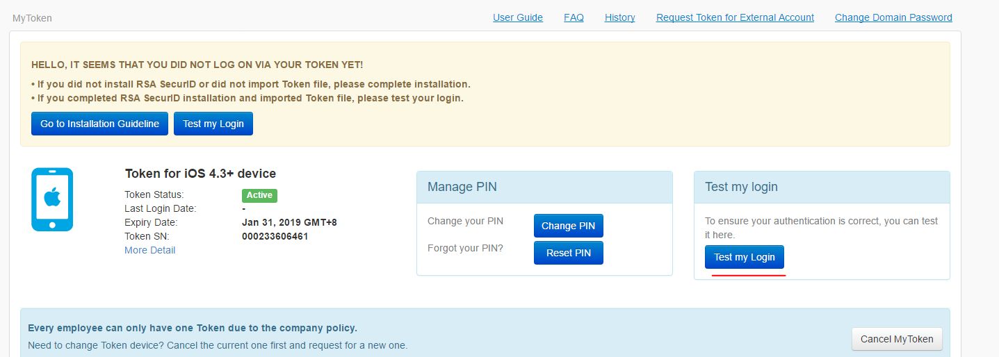 MyToken
User Guide FAQ History Request Token for External Account Change Domain Password
HELLO, IT SEEMS THAT YOU DID NOT LOG ON VIA YOUR TOKEN YET!
• If you did not install RSA SecurID or did not import Token file, please complete installation.
• If you completed RSA SecurID installation and imported Token file, please test your login.
Go to Installation Guideline Test my Login
Token for iOS 4.3+ device
Token Status: Active
Last Login Date: -
Expiry Date: Jan 31, 2019 GMT+8
Token SN: 000233606461
More Detail
Manage PIN
Change your PIN Change PIN
Forgot your PIN? Reset PIN
Test my login
To ensure your authentication is correct, you can test
it here.
Test my Login
Every employee can only have one Token due to the company policy.
Need to change Token device? Cancel the current one first and request for a new one.
Cancel MyToken